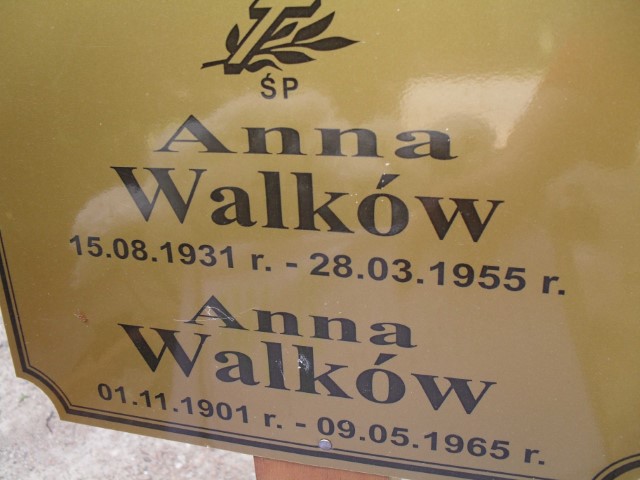 ŚP
Anna
Walków
15.08.1931 r. - 28.03.1955 r.
Anna
Walków
01.11.1901 r. - 09.05.1965 r.